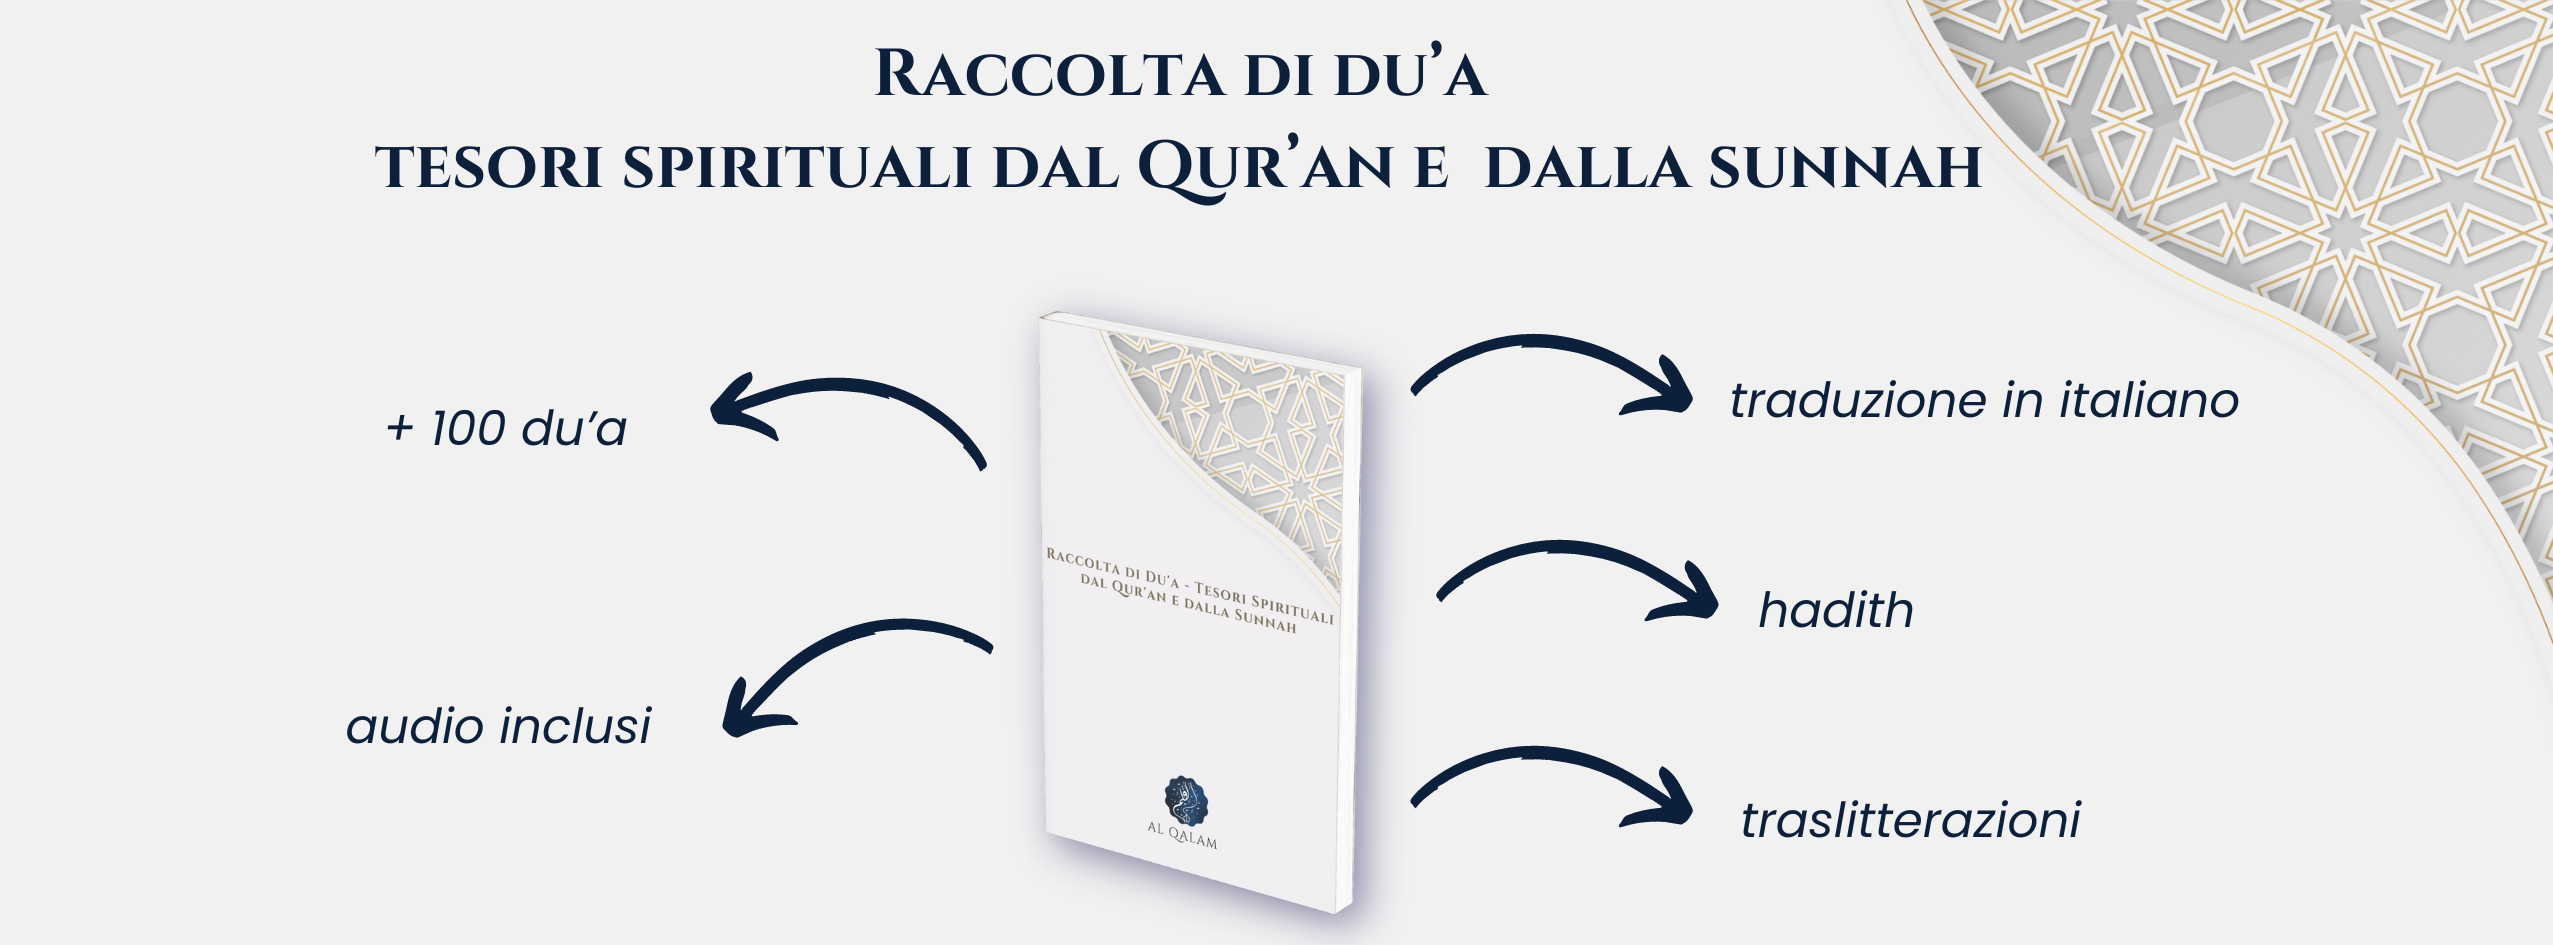 Raccolta di du’a
tesori spirituali dal Qur’an e dalla sunnah
+ 100 du’a
audio inclusi
Raccolta di Du'a - Tesori Spirituali
dal Qur'an e dalla Sunnah
AL QALAM
traduzione in italiano
hadith
traslitterazioni